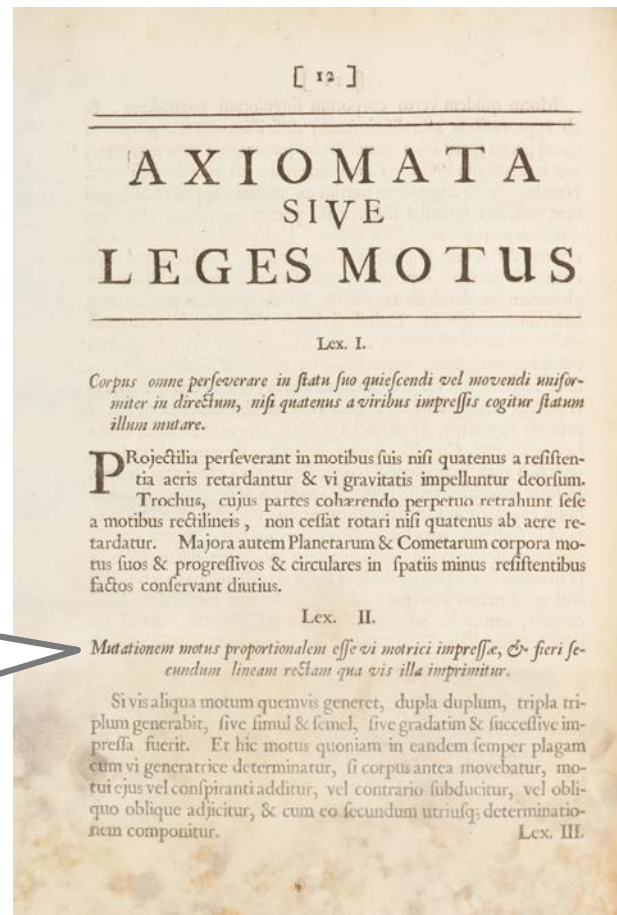 [ 12 ]
AXIOMATA
SIVE
LEGES MOTUS
Lex. I.
Corpus omne perſeverare in ſtatu ſuo quieſcendi vel movendi unifor-
miter in directum, niſi quatenus a viribus impreſſis cogitur ſtatum
illum mutare.
PRojectilia perſeverant in motibus ſuis niſi quatenus a reſiſten-
tia aeris retardantur & vi gravitatis impelluntur deorſum.
Trochus, cujus partes cohærendo perpetuo retrahunt ſeſe
a motibus rectilineis, non ceſſat rotari niſi quatenus ab aere re-
tardatur. Majora autem Planetarum & Cometarum corpora mo-
tus ſuos & progreſſivos & circulares in ſpatiis minus reſiſtentibus
factos conſervant diutius.
Lex. II.
Mutationem motus proportionalem eſſe vi motrici impreſſæ, & fieri ſe-
cundum lineam rectam qua vis illa imprimitur.
Si vis aliqua motum quemvis generet, dupla duplum, tripla tri-
plum generabit, ſive ſimul & ſemel, ſive gradatim & ſucceſſive im-
preſſa fuerit. Et hic motus quoniam in eandem ſemper plagam
cum vi generatrice determinatur, ſi corpus antea movebatur, mo-
tui ejus vel conſpiranti additur, vel contrario ſubducitur, vel obli-
quo oblique adjicitur, & cum eo ſecundum utriuſq; determinatio-
nem componitur. Lex. III.